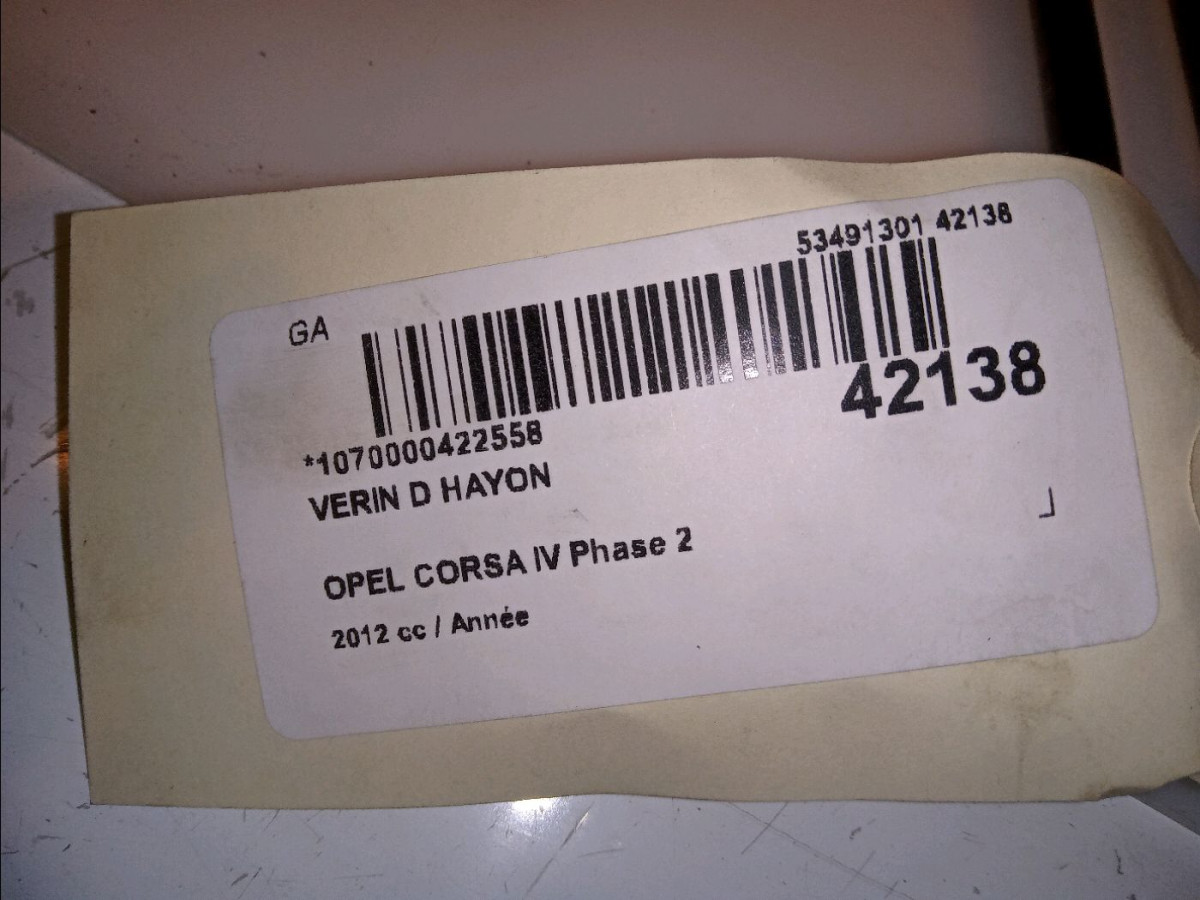 53491301 42138
GA
42138
*1070000422558
VERIN D HAYON
OPEL CORSA IV Phase 2
2012 cc / Année